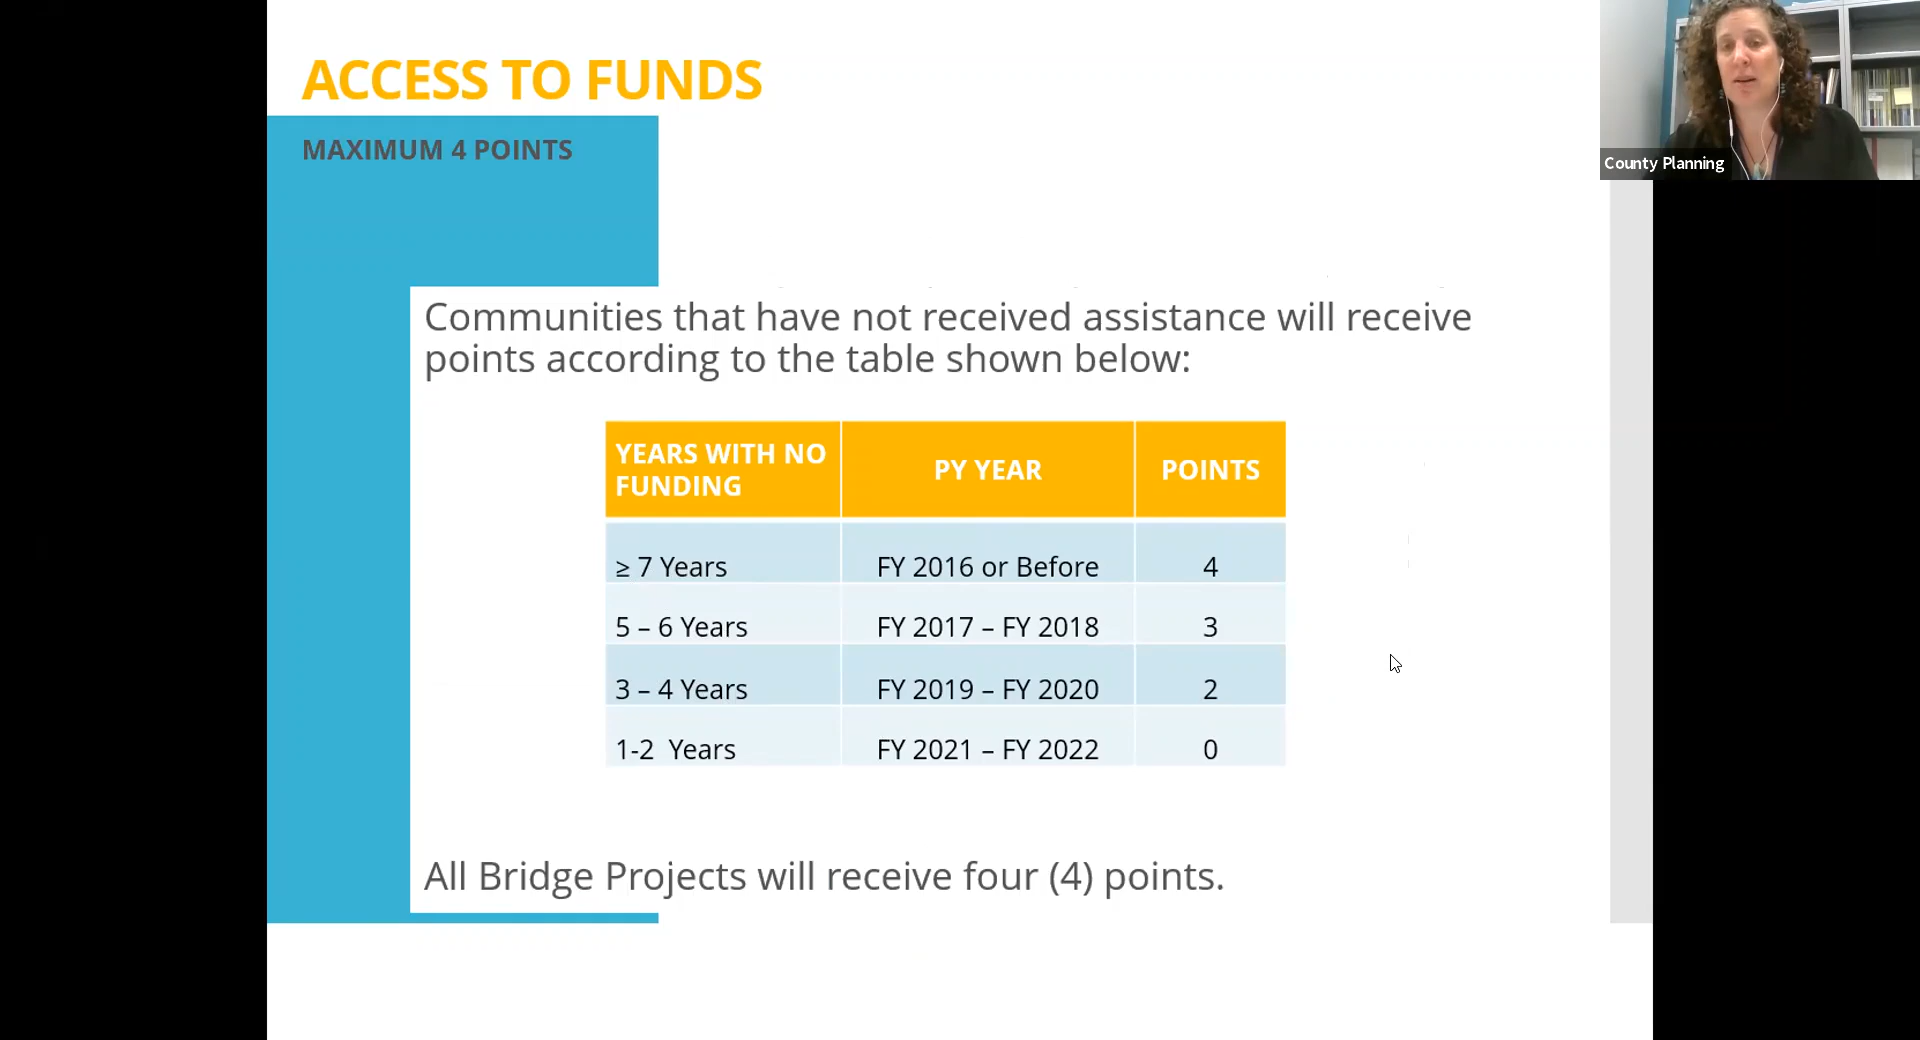 ACCESS TO FUNDS
MAXIMUM 4 POINTS
County Planning
Communities that have not received assistance will receive
points according to the table shown below:
YEARS WITH NO FUNDING PY YEAR POINTS
≥ 7 Years FY 2016 or Before 4
5 – 6 Years FY 2017 – FY 2018 3
3 – 4 Years FY 2019 – FY 2020 2
1-2  Years FY 2021 – FY 2022 0
All Bridge Projects will receive four (4) points.